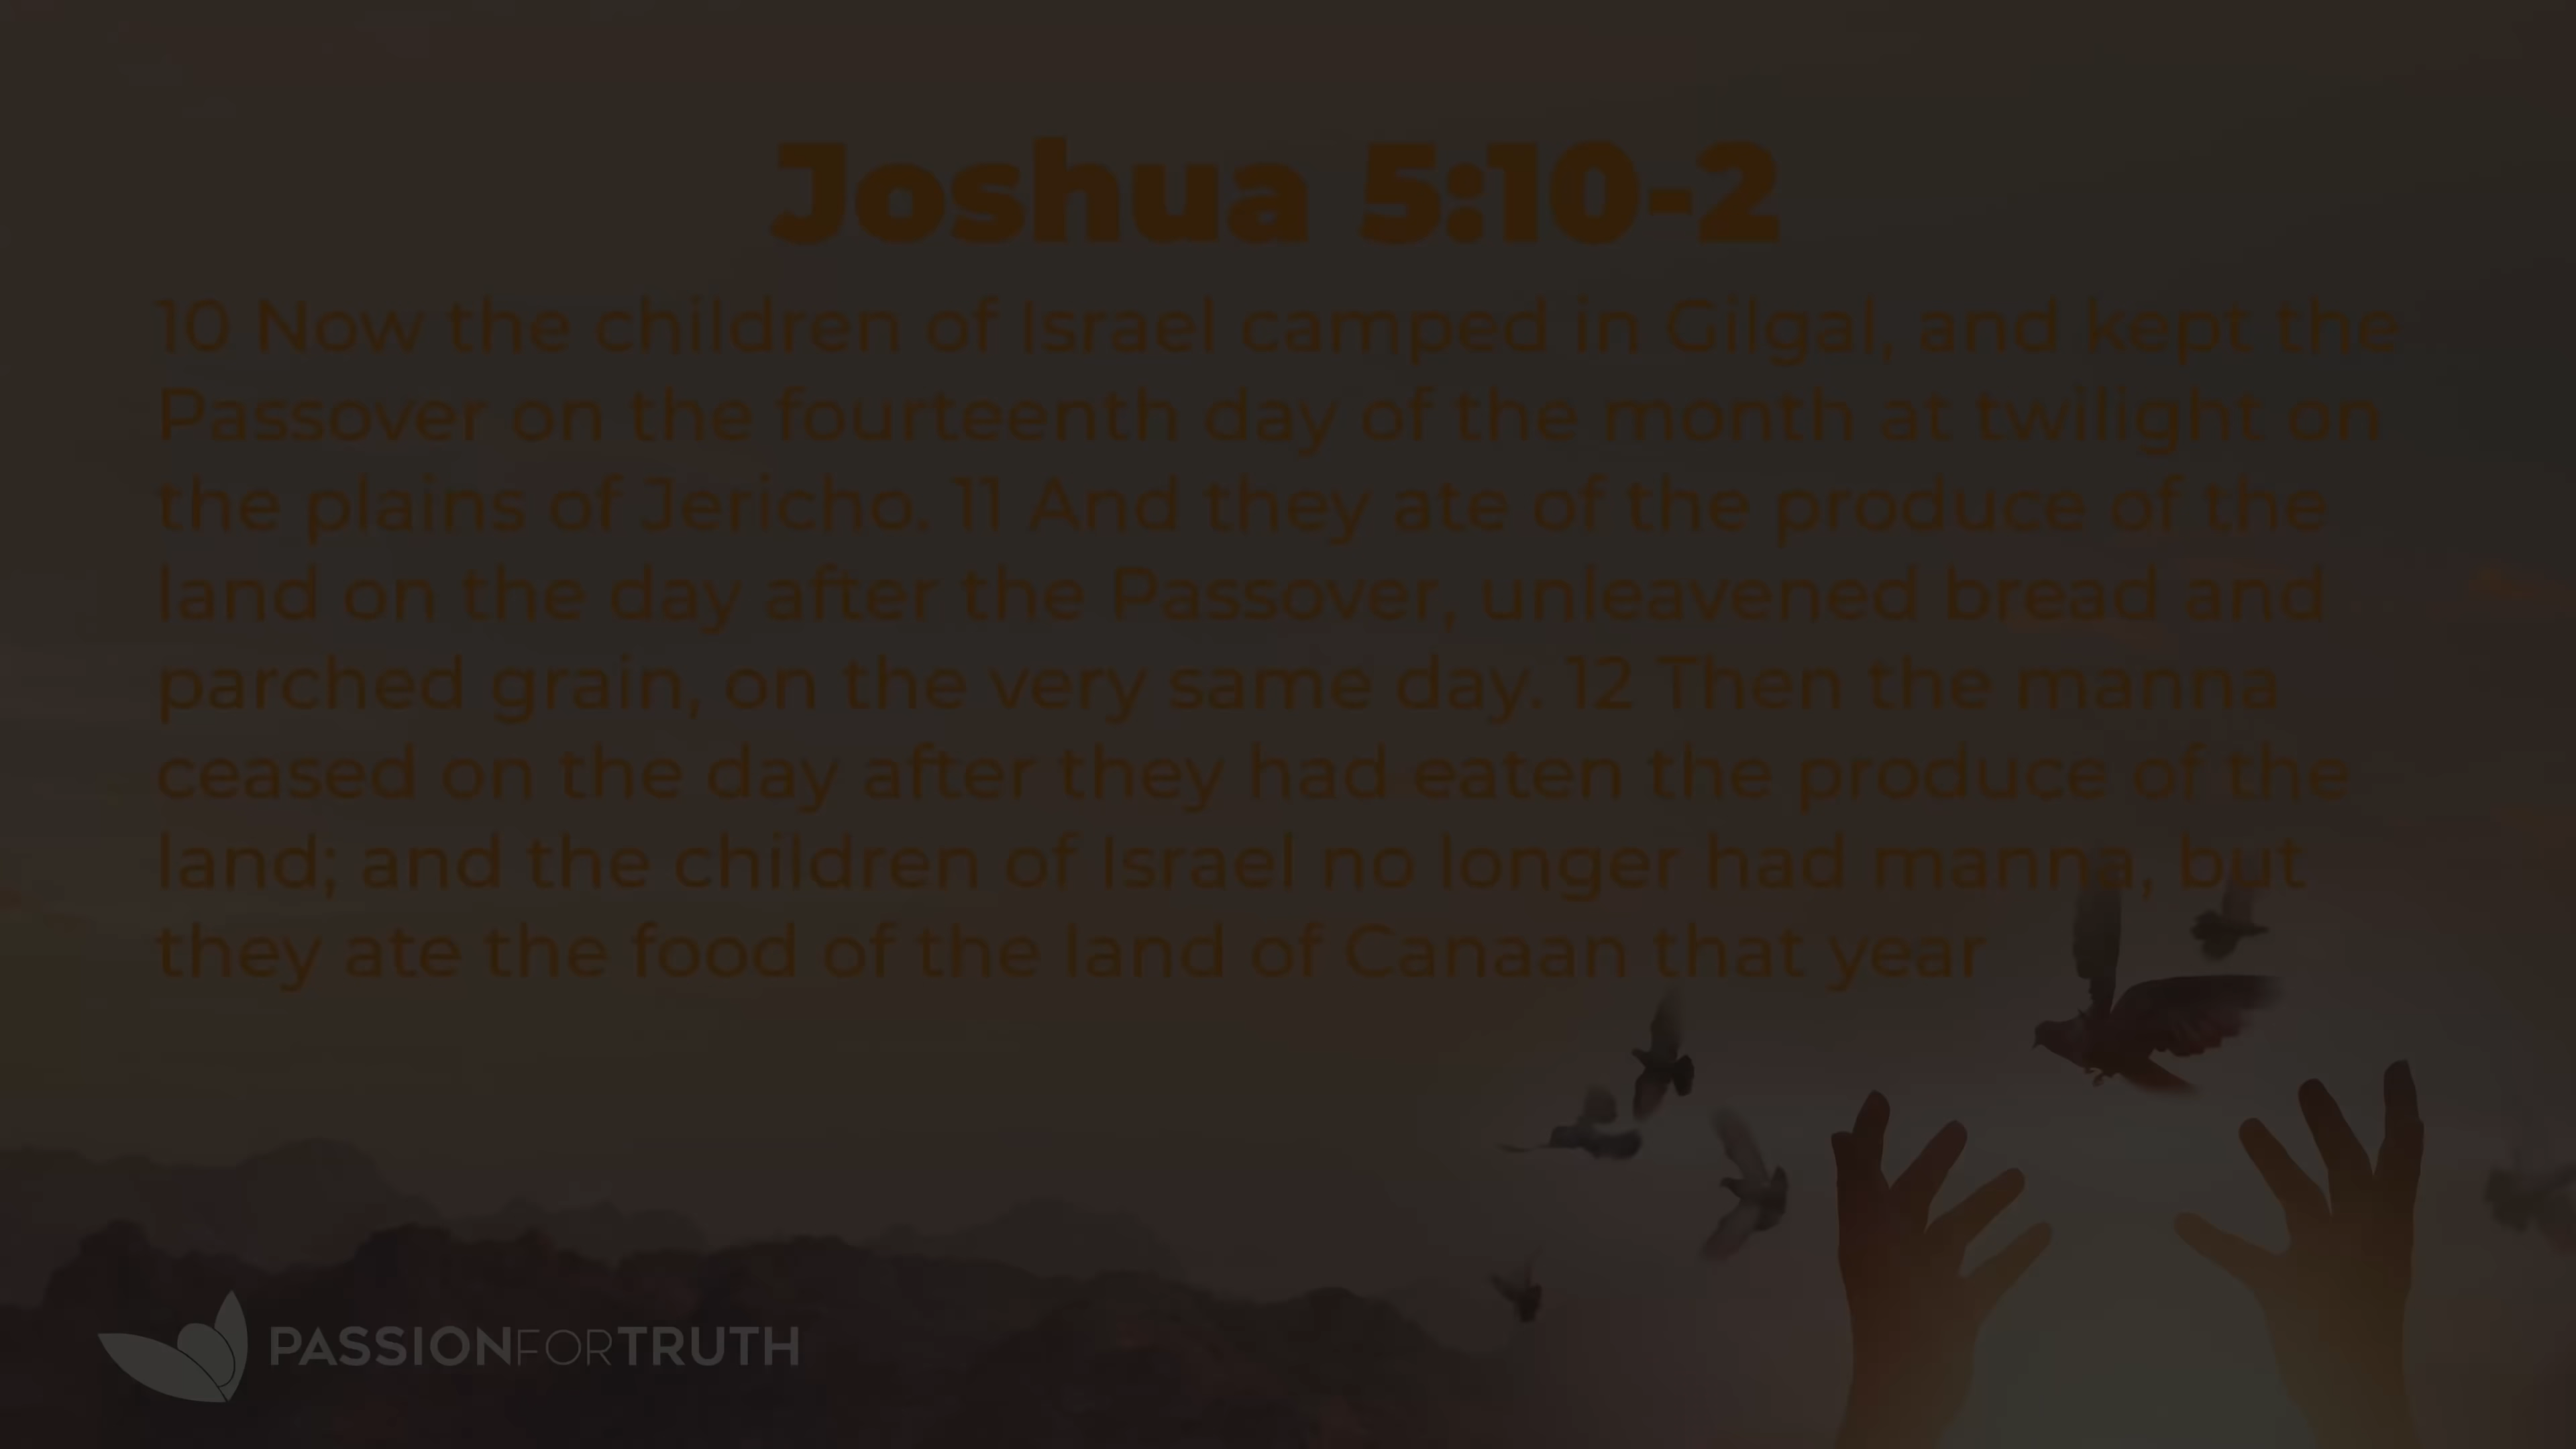 Joshua 5:10-2
10 Now the children of Israel camped in Gilgal, and kept the
Passover on the fourteenth day of the month at twilight on
the plains of Jericho. 11 And they ate of the produce of the
land on the day after the Passover, unleavened bread and
parched grain, on the very same day. 12 Then the manna
ceased on the day after they had eaten the produce of the
land; and the children of Israel no longer had manna, but
they ate the food of the land of Canaan that year
PASSIONFORTRUTH